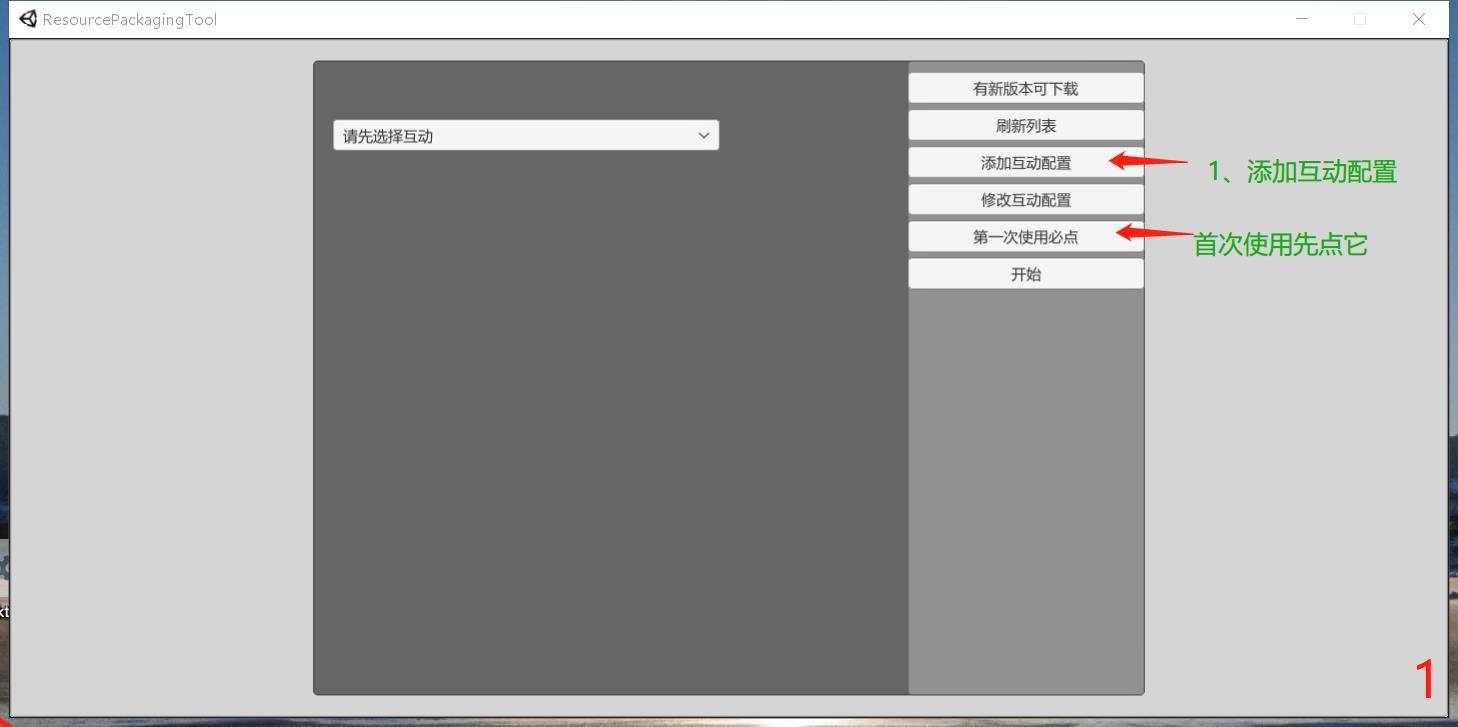 ResourcePackagingTool
有新版本可下载
请先选择互动
刷新列表
添加互动配置
1、添加互动配置
修改互动配置
第一次使用必点
首次使用先点它
开始
kt
1